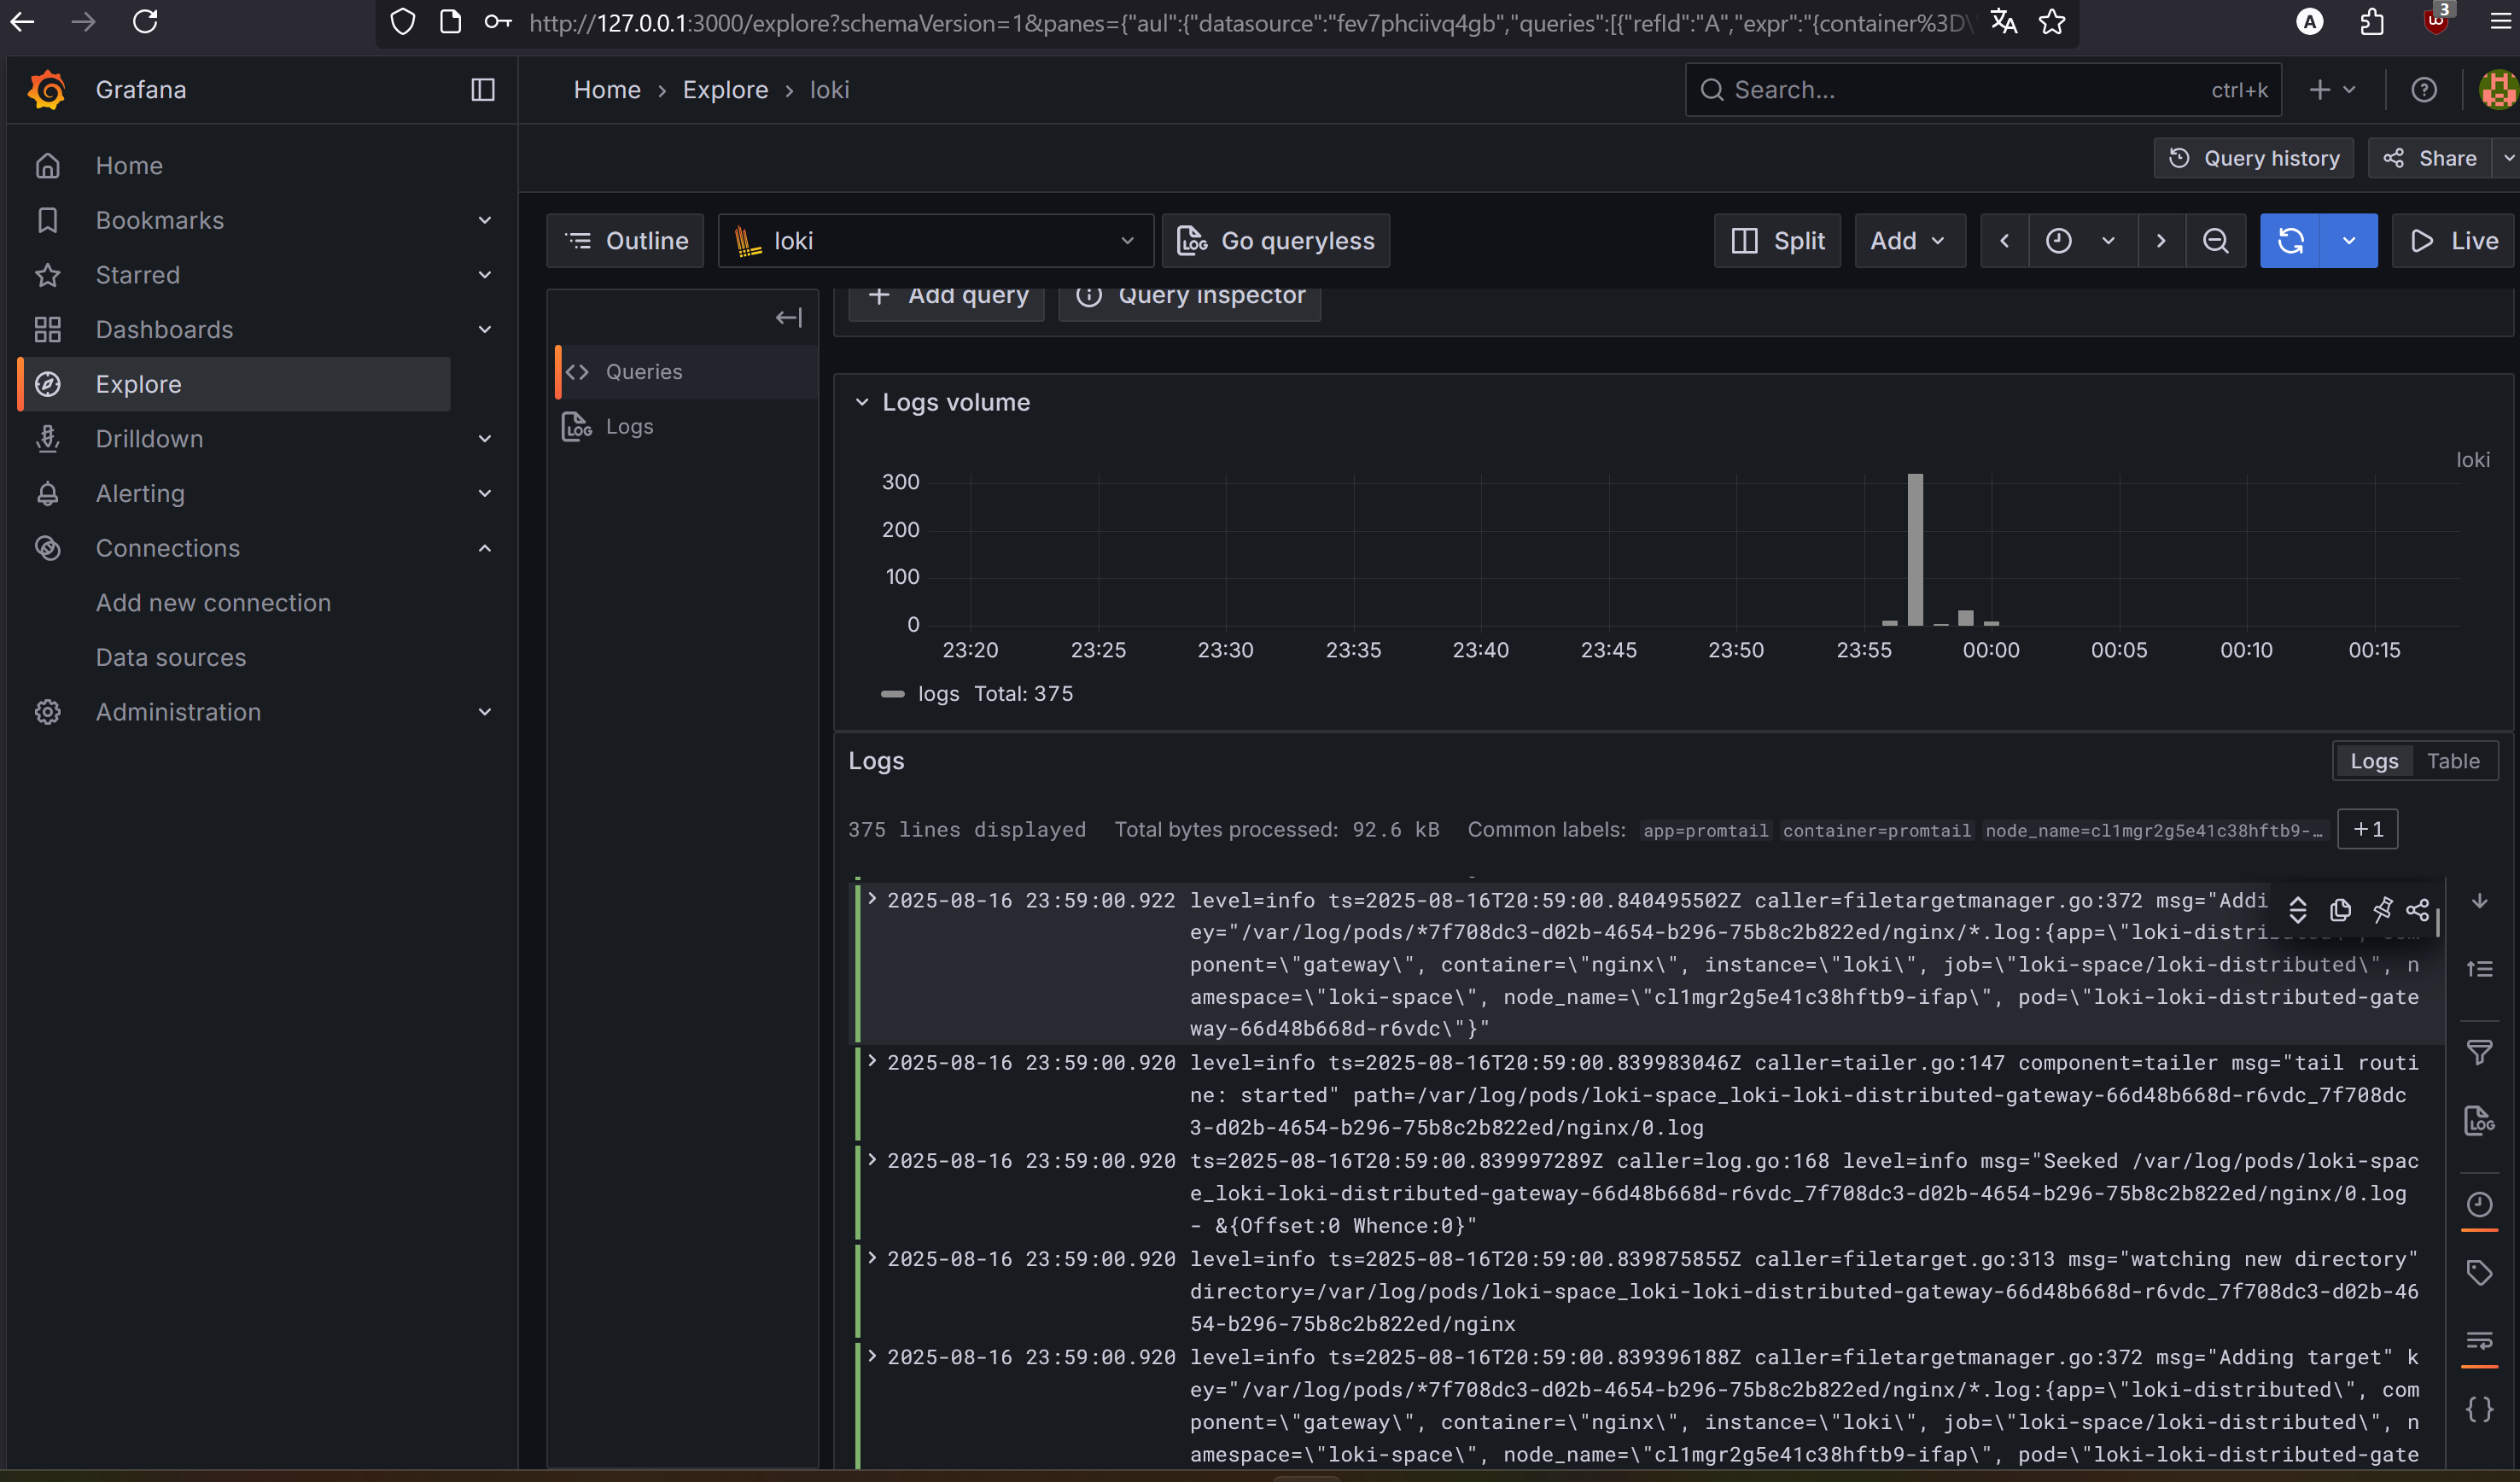 http://127.0.0.1:3000/explore?schemaVersion=1&panes={"aul":{"datasource":"fev7phciivq4gb","queries":[{"refId":"A","expr":"{container%3D\
A
3
Grafana
Home › Explore › loki
Search...
ctrl+k
Home
Bookmarks
Starred
Dashboards
Explore
Drilldown
Alerting
Connections
Add new connection
Data sources
Administration
Query history
Share
Outline
loki
Go queryless
Split
Add
Live
Queries
Logs
Add query
Query inspector
Logs volume
loki
300
200
100
0
23:20 23:25 23:30 23:35 23:40 23:45 23:50 23:55 00:00 00:05 00:10 00:15
logs Total: 375
Logs
Logs Table
375 lines displayed Total bytes processed: 92.6 kB Common labels: app=promtail container=promtail node_name=cl1mgr2g5e41c38hftb9-… +1
2025-08-16 23:59:00.922 level=info ts=2025-08-16T20:59:00.840495502Z caller=filetargetmanager.go:372 msg="Addi
ey="/var/log/pods/*7f708dc3-d02b-4654-b296-75b8c2b822ed/nginx/*.log:{app=\"loki-distributed\", com
ponent=\"gateway\", container=\"nginx\", instance=\"loki\", job=\"loki-space/loki-distributed\", n
amespace=\"loki-space\", node_name=\"cl1mgr2g5e41c38hftb9-ifap\", pod=\"loki-loki-distributed-gate
way-66d48b668d-r6vdc\"}"
2025-08-16 23:59:00.920 level=info ts=2025-08-16T20:59:00.839983046Z caller=tailer.go:147 component=tailer msg="tail routi
ne: started" path=/var/log/pods/loki-space_loki-loki-distributed-gateway-66d48b668d-r6vdc_7f708dc
3-d02b-4654-b296-75b8c2b822ed/nginx/0.log
2025-08-16 23:59:00.920 ts=2025-08-16T20:59:00.839997289Z caller=log.go:168 level=info msg="Seeked /var/log/pods/loki-spac
e_loki-loki-distributed-gateway-66d48b668d-r6vdc_7f708dc3-d02b-4654-b296-75b8c2b822ed/nginx/0.log
- &{Offset:0 Whence:0}"
2025-08-16 23:59:00.920 level=info ts=2025-08-16T20:59:00.839875855Z caller=filetarget.go:313 msg="watching new directory"
directory=/var/log/pods/loki-space_loki-loki-distributed-gateway-66d48b668d-r6vdc_7f708dc3-d02b-46
54-b296-75b8c2b822ed/nginx
2025-08-16 23:59:00.920 level=info ts=2025-08-16T20:59:00.839396188Z caller=filetargetmanager.go:372 msg="Adding target" k
ey="/var/log/pods/*7f708dc3-d02b-4654-b296-75b8c2b822ed/nginx/*.log:{app=\"loki-distributed\", com
ponent=\"gateway\", container=\"nginx\", instance=\"loki\", job=\"loki-space/loki-distributed\", n
amespace=\"loki-space\", node_name=\"cl1mgr2g5e41c38hftb9-ifap\", pod=\"loki-loki-distributed-gate